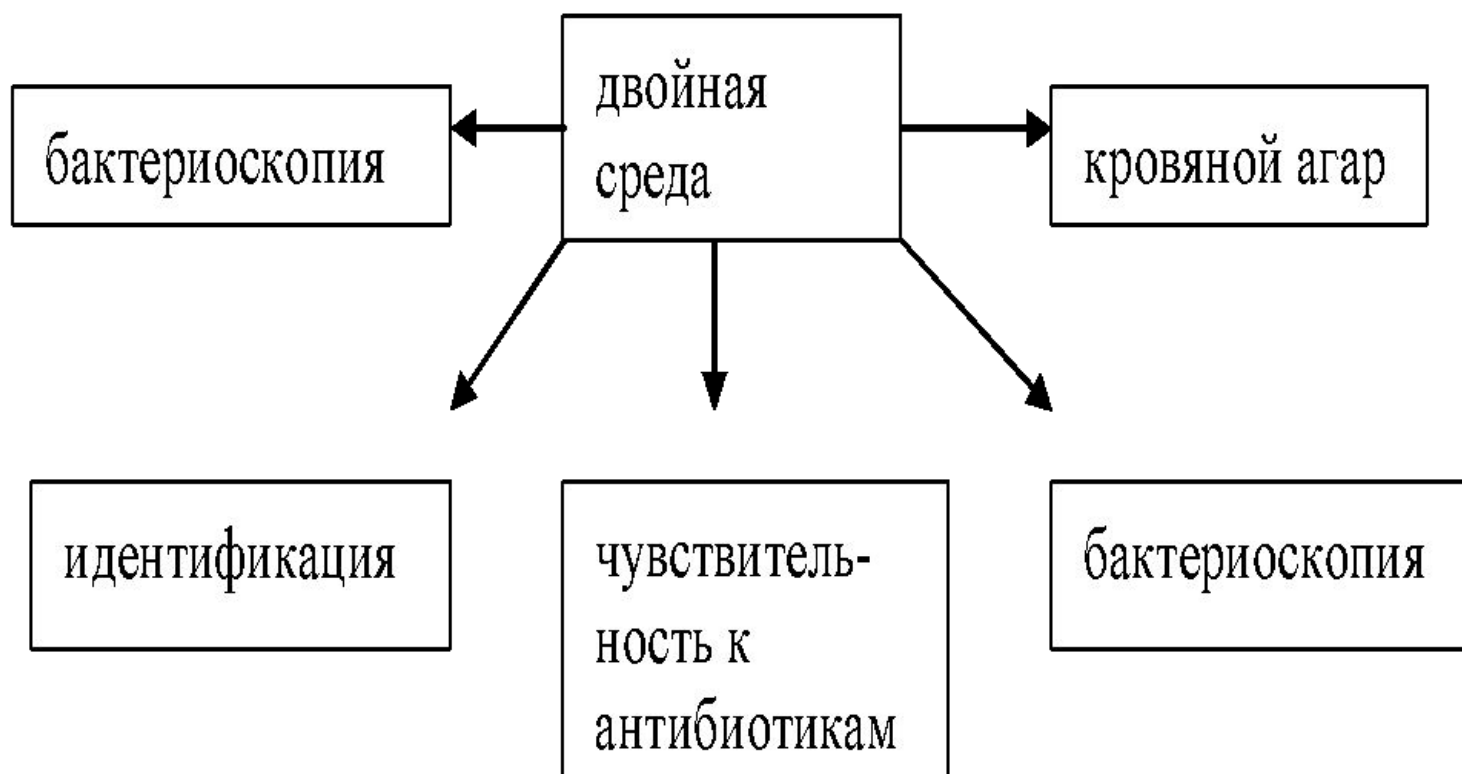 двойная
среда
бактериоскопия
кровяной агар
идентификация
чувствитель-
ность к
антибиотикам
бактериоскопия